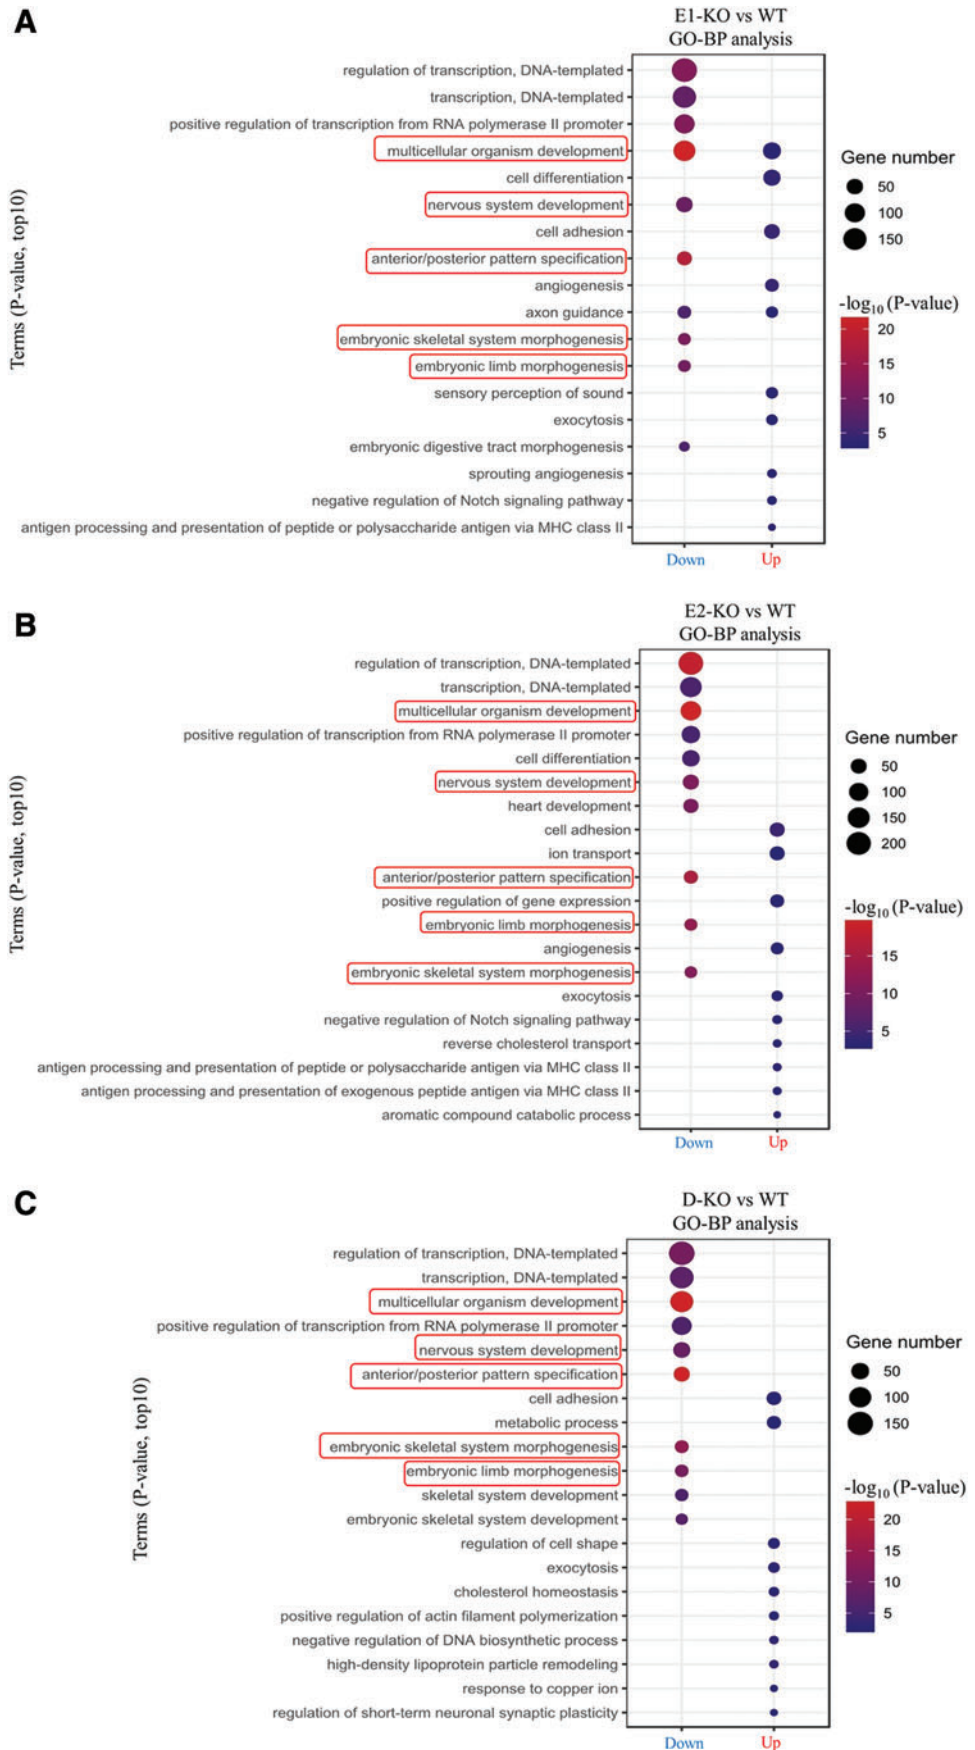 A
E1-KO vs WT
GO-BP analysis
Terms (P-value, top10)
regulation of transcription, DNA-templated
transcription, DNA-templated
positive regulation of transcription from RNA polymerase II promoter
multicellular organism development
cell differentiation
nervous system development
cell adhesion
anterior/posterior pattern specification
angiogenesis
axon guidance
embryonic skeletal system morphogenesis
embryonic limb morphogenesis
sensory perception of sound
exocytosis
embryonic digestive tract morphogenesis
sprouting angiogenesis
negative regulation of Notch signaling pathway
antigen processing and presentation of peptide or polysaccharide antigen via MHC class II
Down
Up
Gene number
50
100
150
-log10 (P-value)
20
15
10
5
B
E2-KO vs WT
GO-BP analysis
Terms (P-value, top10)
regulation of transcription, DNA-templated
transcription, DNA-templated
multicellular organism development
positive regulation of transcription from RNA polymerase II promoter
cell differentiation
nervous system development
heart development
cell adhesion
ion transport
anterior/posterior pattern specification
positive regulation of gene expression
embryonic limb morphogenesis
angiogenesis
embryonic skeletal system morphogenesis
exocytosis
negative regulation of Notch signaling pathway
reverse cholesterol transport
antigen processing and presentation of peptide or polysaccharide antigen via MHC class II
antigen processing and presentation of exogenous peptide antigen via MHC class II
aromatic compound catabolic process
Down
Up
Gene number
50
100
150
200
-log10 (P-value)
15
10
5
C
D-KO vs WT
GO-BP analysis
Terms (P-value, top10)
regulation of transcription, DNA-templated
transcription, DNA-templated
multicellular organism development
positive regulation of transcription from RNA polymerase II promoter
nervous system development
anterior/posterior pattern specification
cell adhesion
metabolic process
embryonic skeletal system morphogenesis
embryonic limb morphogenesis
skeletal system development
embryonic skeletal system development
regulation of cell shape
exocytosis
cholesterol homeostasis
positive regulation of actin filament polymerization
negative regulation of DNA biosynthetic process
high-density lipoprotein particle remodeling
response to copper ion
regulation of short-term neuronal synaptic plasticity
Down
Up
Gene number
50
100
150
-log10 (P-value)
20
15
10
5